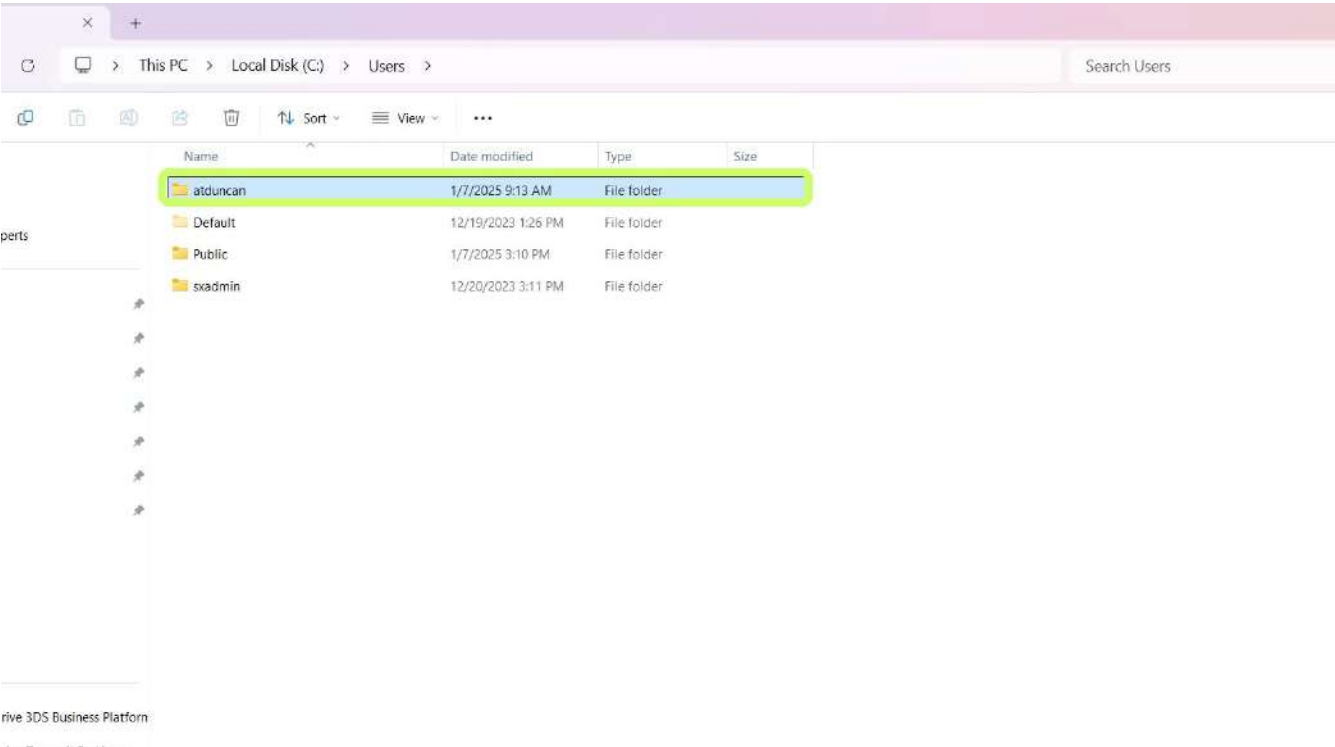 This PC > Local Disk (C:) > Users >
Search Users
Sort
View
Name Date modified Type Size
atduncan 1/7/2025 9:13 AM File folder
Default 12/19/2023 1:26 PM File folder
Public 1/7/2025 3:10 PM File folder
sxadmin 12/20/2023 3:11 PM File folder
perts
rive 3DS Business Platform